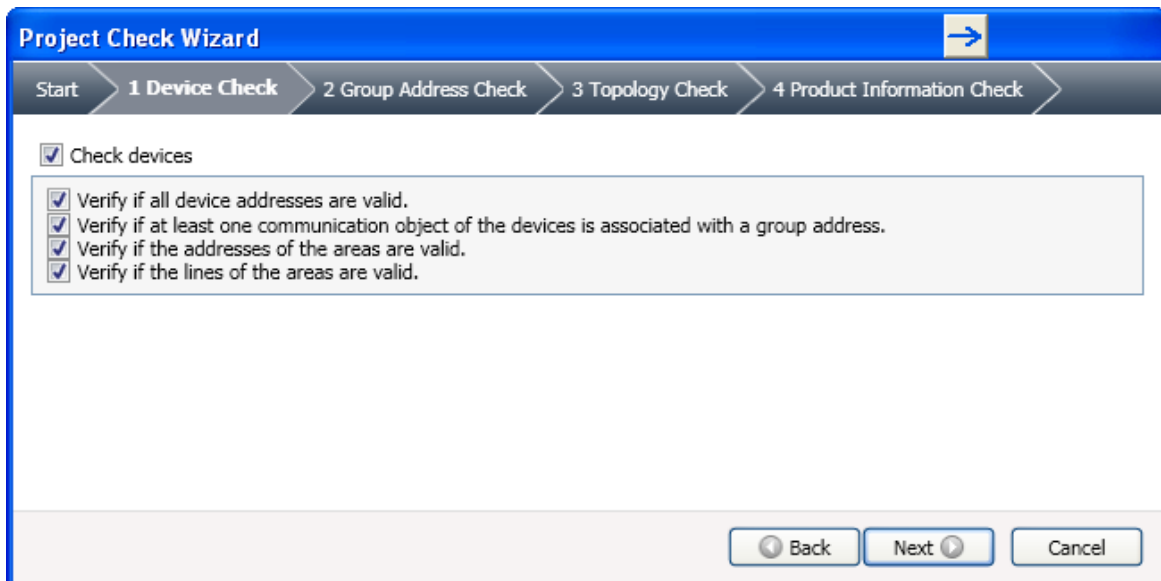 Project Check Wizard
Start 1 Device Check 2 Group Address Check 3 Topology Check 4 Product Information Check
Check devices
Verify if all device addresses are valid.
Verify if at least one communication object of the devices is associated with a group address.
Verify if the addresses of the areas are valid.
Verify if the lines of the areas are valid.
Back Next Cancel